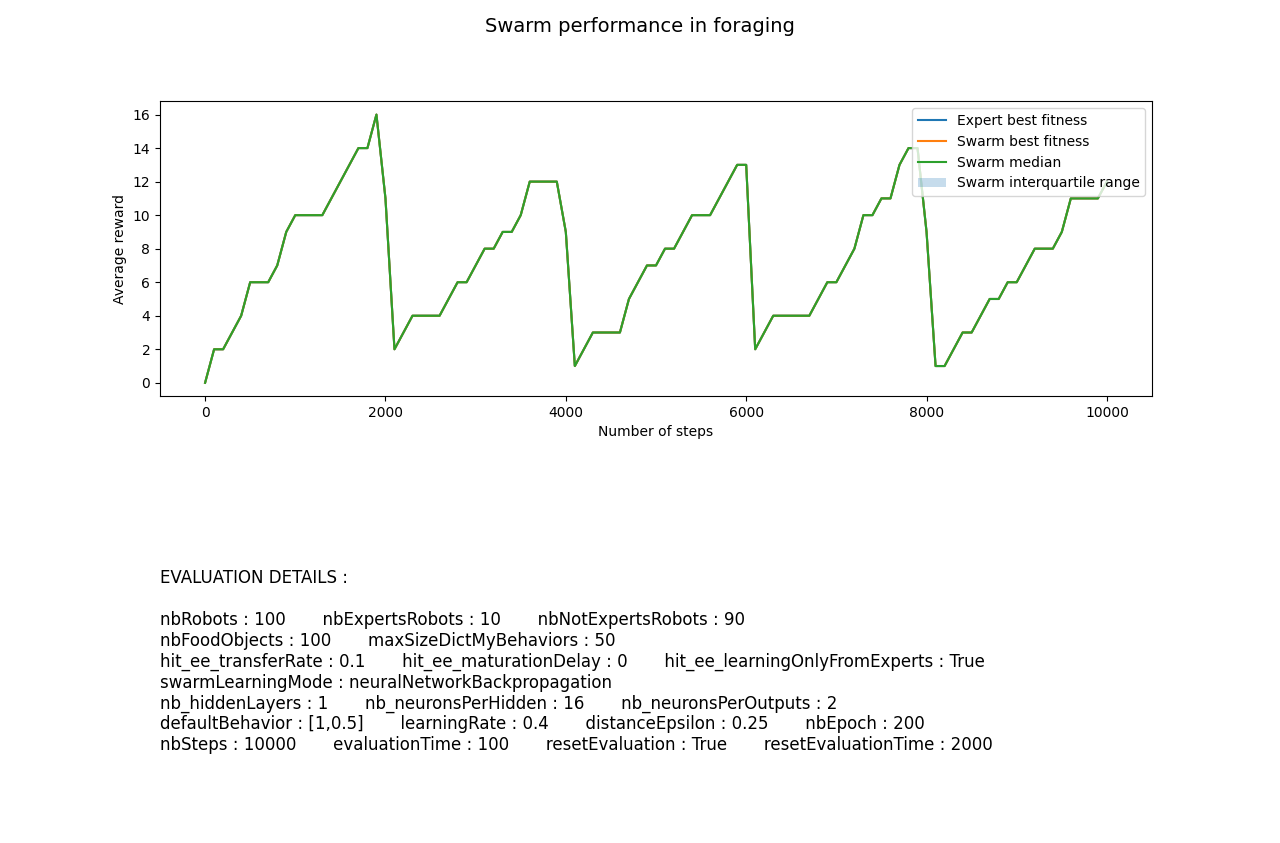 Swarm performance in foraging
16
14
12
10
8
6
4
2
0
Average reward
Expert best fitness
Swarm best fitness
Swarm median
Swarm interquartile range
0 2000 4000 6000 8000 10000
Number of steps
EVALUATION DETAILS :
nbRobots : 100 nbExpertsRobots : 10 nbNotExpertsRobots : 90
nbFoodObjects : 100 maxSizeDictMyBehaviors : 50
hit_ee_transferRate : 0.1 hit_ee_maturationDelay : 0 hit_ee_learningOnlyFromExperts : True
swarmLearningMode : neuralNetworkBackpropagation
nb_hiddenLayers : 1 nb_neuronsPerHidden : 16 nb_neuronsPerOutputs : 2
defaultBehavior : [1,0.5] learningRate : 0.4 distanceEpsilon : 0.25 nbEpoch : 200
nbSteps : 10000 evaluationTime : 100 resetEvaluation : True resetEvaluationTime : 2000